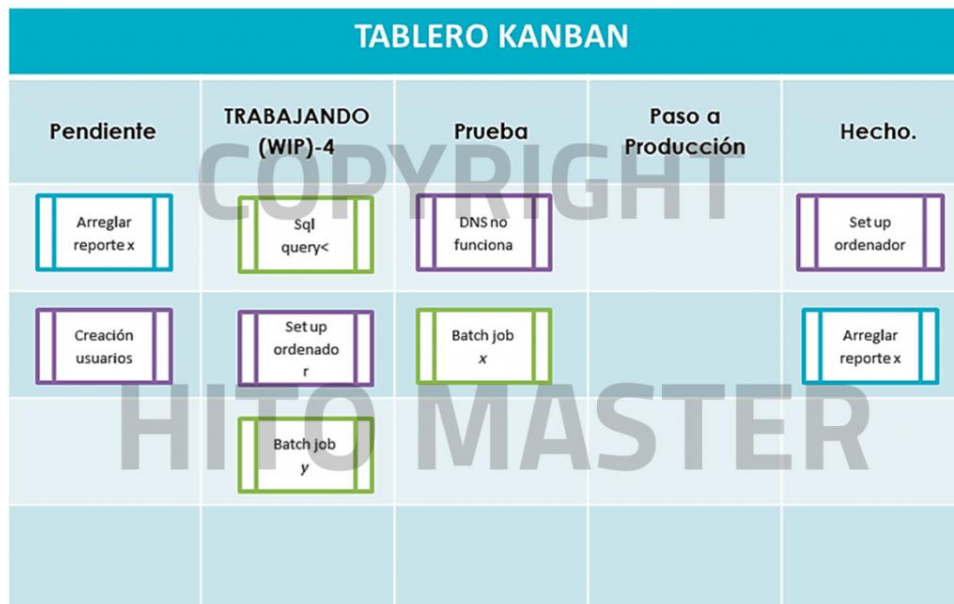 TABLERO KANBAN
Pendiente
TRABAJANDO
(WIP)-4
Prueba
Paso a
Producción
Hecho.
COPYRIGHT
Arreglar
reporte x
Sql
query<
DNS no
funciona
Set up
ordenador
Creación
usuarios
Set up
ordenado
r
Batch job
x
Arreglar
reporte x
HITO MASTER
Batch job
y